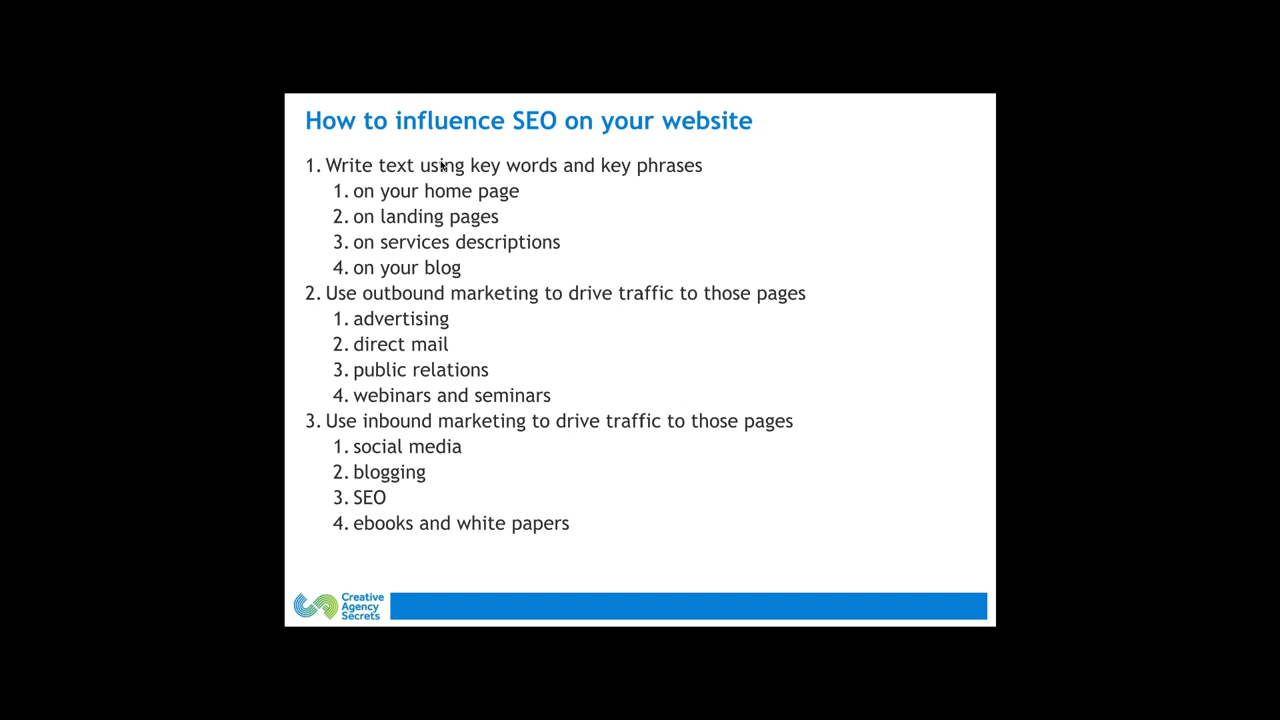 How to influence SEO on your website
1. Write text using key words and key phrases
1. on your home page
2. on landing pages
3. on services descriptions
4. on your blog
2. Use outbound marketing to drive traffic to those pages
1. advertising
2. direct mail
3. public relations
4. webinars and seminars
3. Use inbound marketing to drive traffic to those pages
1. social media
2. blogging
3. SEO
4. ebooks and white papers
Creative
Agency
Secrets